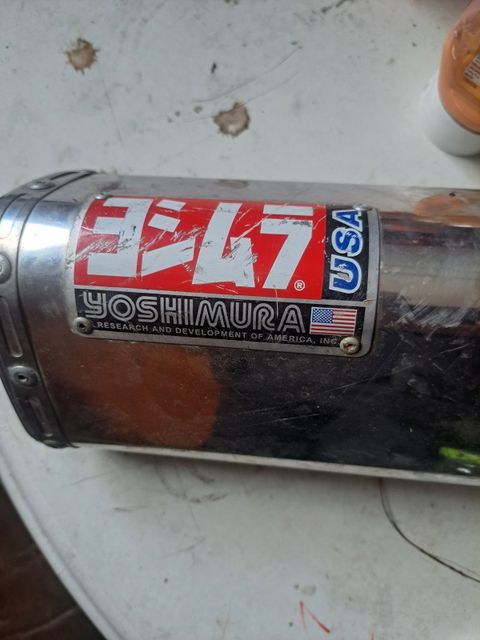 ヨシムラ®
USA
YOSHIMURA
RESEARCH AND DEVELOPMENT OF AMERICA, INC